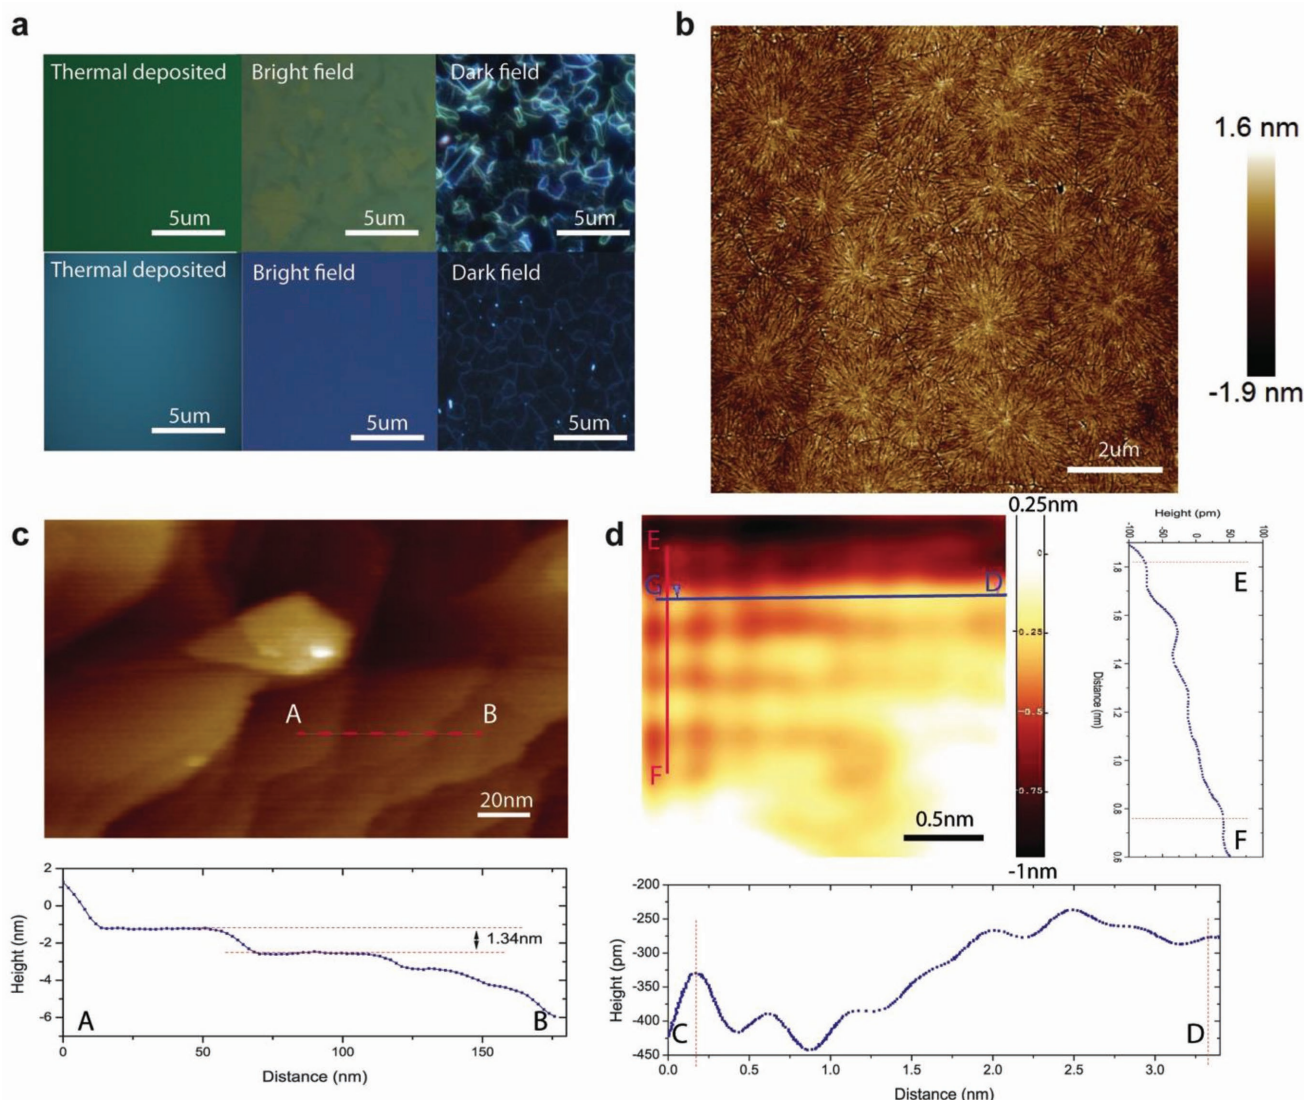 a
Thermal deposited
Bright field
Dark field
5um
5um
5um
Thermal deposited
Bright field
Dark field
5um
5um
5um
b
1.6 nm
-1.9 nm
2um
c
A
B
20nm
2
0
-2
-4
-6
Height (nm)
1.34nm
A
B
0
50
100
150
Distance (nm)
d
E
G
D
F
0.5nm
0.25nm
0
-0.25
-0.5
-0.75
-1nm
Height (pm)
-100
-50
0
50
100
1.8
1.6
1.4
1.2
1.0
0.8
0.6
Distance (nm)
E
F
-200
-250
-300
-350
-400
-450
Height (pm)
C
D
0.0
0.5
1.0
1.5
2.0
2.5
3.0
Distance (nm)